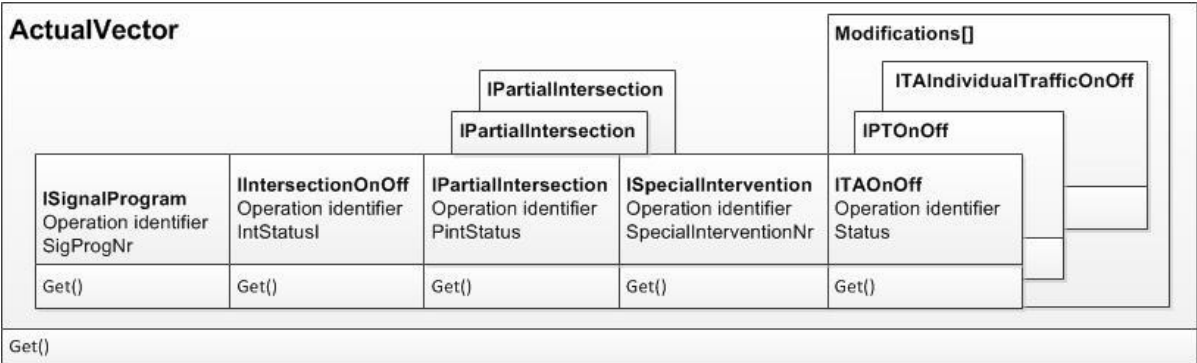 ActualVector
Modifications[]
ITAIndividualTrafficOnOff
IPartialIntersection
IPartialIntersection
IPTOnOff
ISignalProgram
Operation identifier
SigProgNr
IIntersectionOnOff
Operation identifier
IntStatusI
IPartialIntersection
Operation identifier
PintStatus
ISpecialIntervention
Operation identifier
SpecialInterventionNr
ITAOnOff
Operation identifier
Status
Get()
Get()
Get()
Get()
Get()
Get()